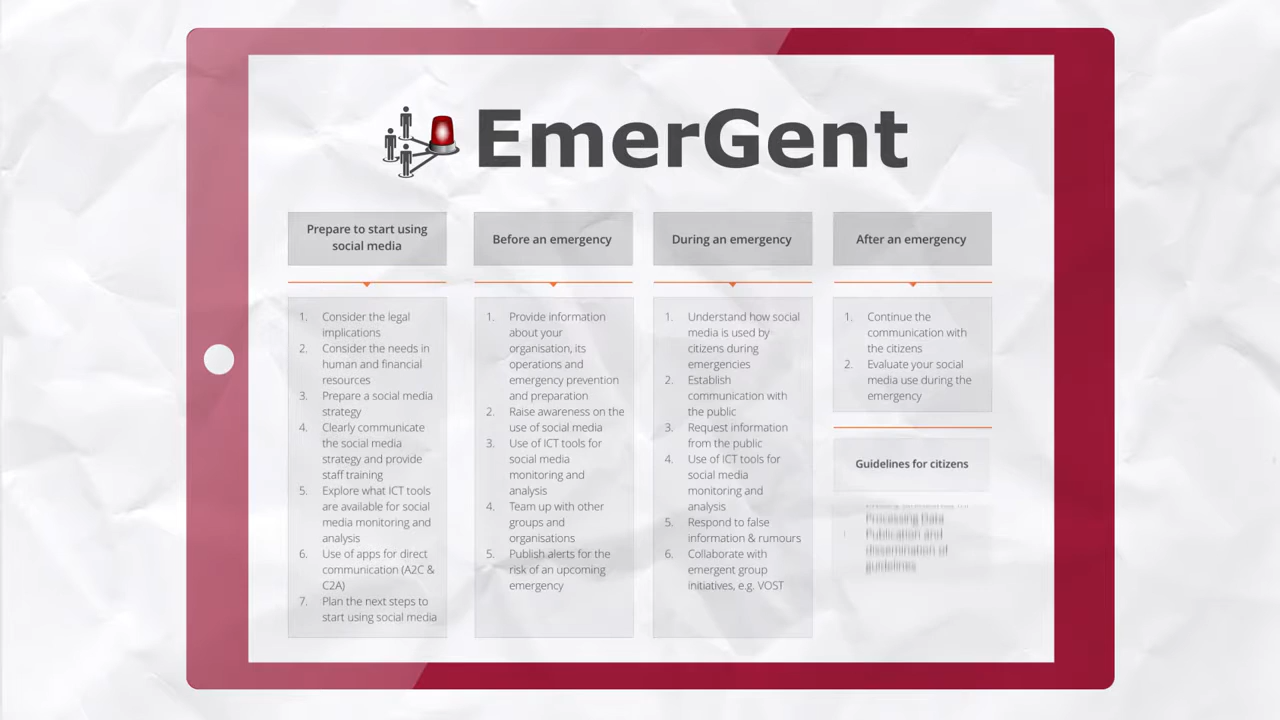 EmerGent
Prepare to start using
social media
1. Consider the legal
implications
2. Consider the needs in
human and financial
resources
3. Prepare a social media
strategy
4. Clearly communicate
the social media
strategy and provide
staff training
5. Explore what ICT tools
are available for social
media monitoring and
analysis
6. Use of apps for direct
communication (A2C &
C2A)
7. Plan the next steps to
start using social media
Before an emergency
1. Provide information
about your
organisation, its
operations and
emergency prevention
and preparation
2. Raise awareness on the
use of social media
3. Use of ICT tools for
social media
monitoring and
analysis
4. Team up with other
groups and
organisations
5. Publish alerts for the
risk of an upcoming
emergency
During an emergency
1. Understand how social
media is used by
citizens during
emergencies
2. Establish
communication with
the public
3. Request information
from the public
4. Use of ICT tools for
social media
monitoring and
analysis
5. Respond to false
information & rumours
6. Collaborate with
emergent group
initiatives, e.g. VOST
After an emergency
1. Continue the
communication with
the citizens
2. Evaluate your social
media use during the
emergency
Guidelines for citizens
Processing Data
Publication and
dissemination of
guidelines